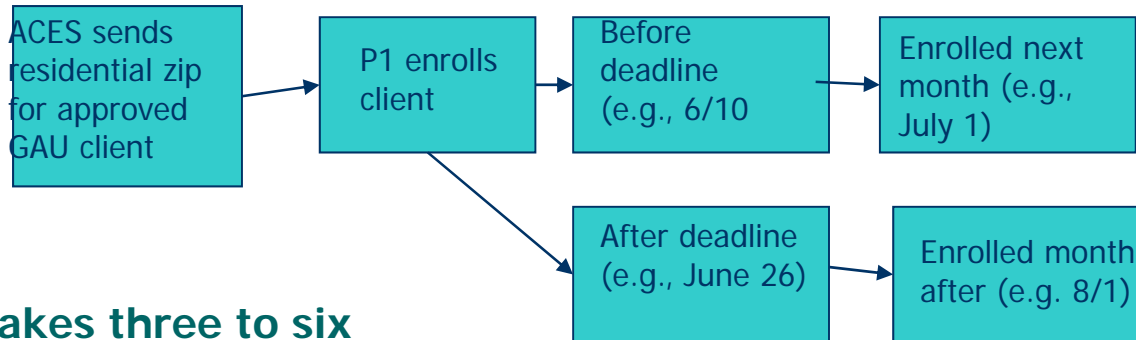 ACES sends
residential zip
for approved
GAU client
P1 enrolls
client
Before
deadline
(e.g., 6/10
Enrolled next
month (e.g.,
July 1)
After deadline
(e.g., June 26)
Enrolled month
after (e.g. 8/1)
akes three to six